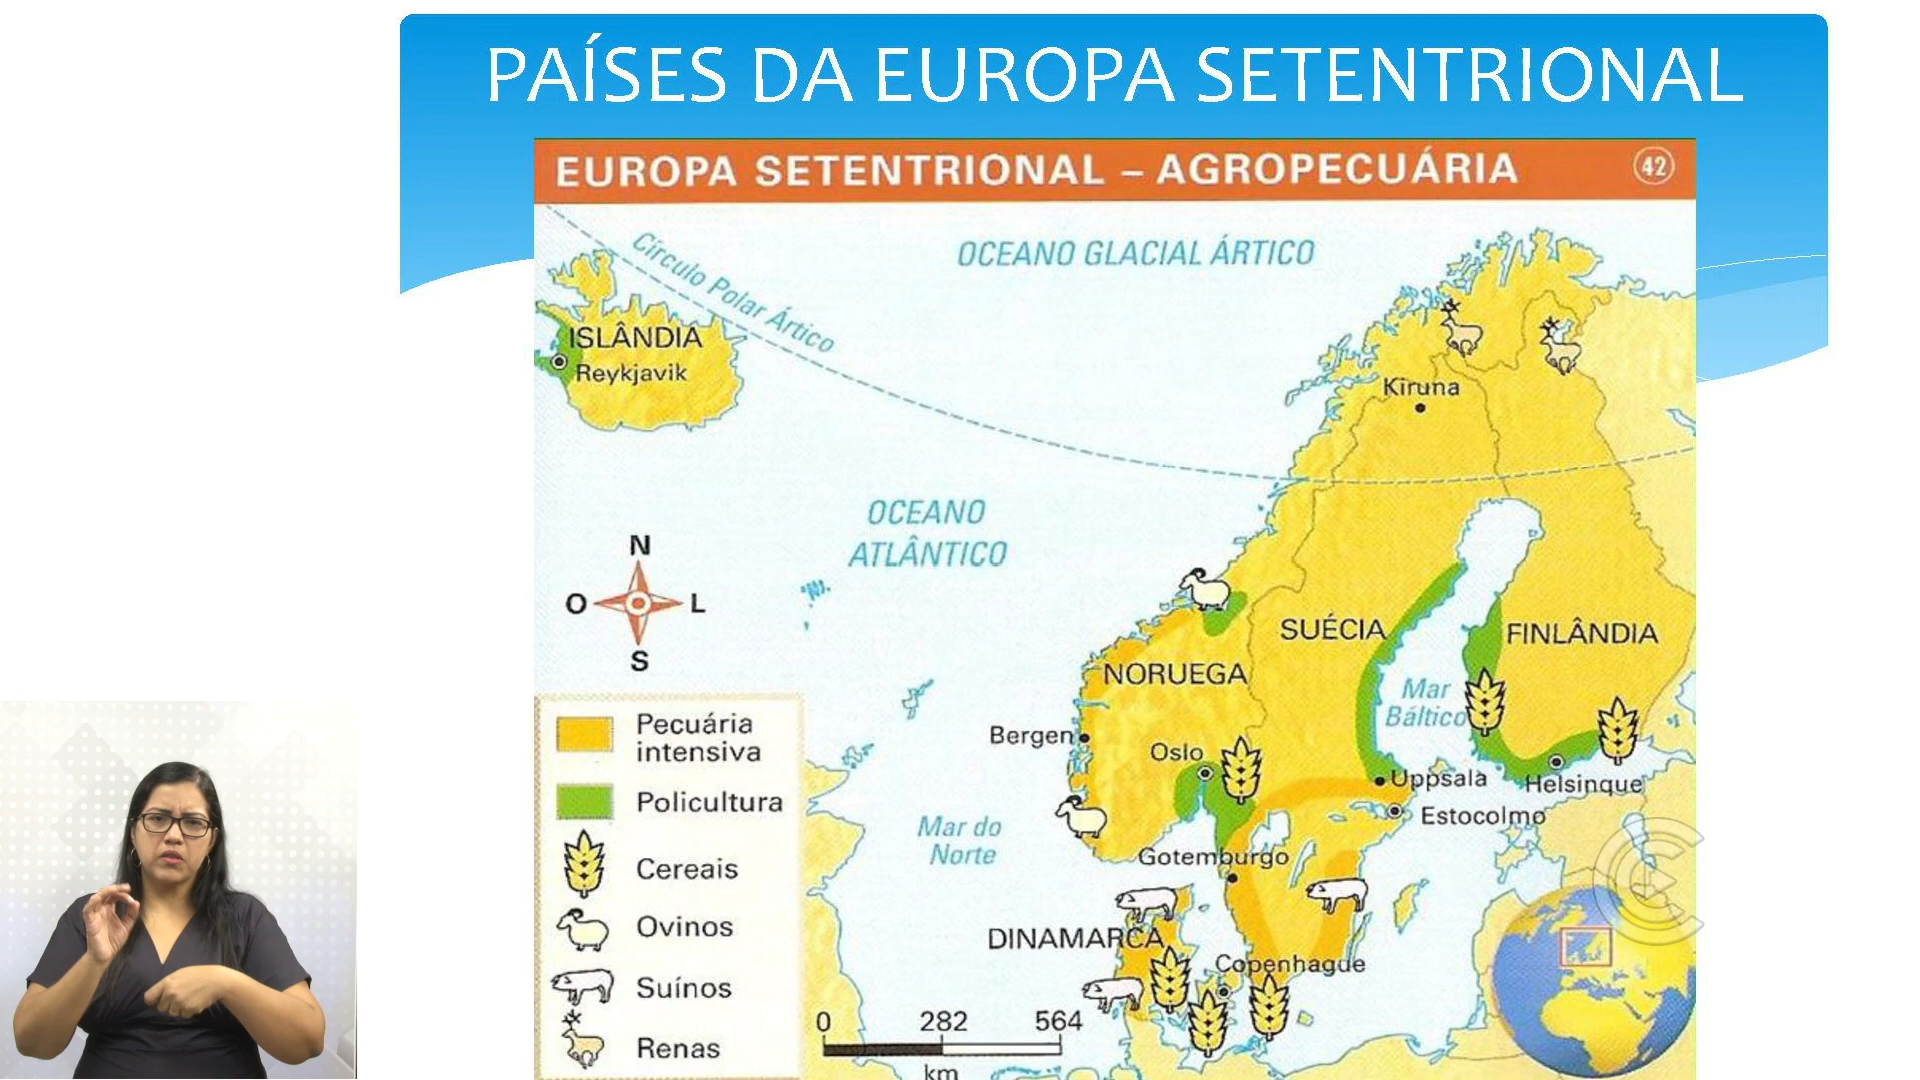 PAÍSES DA EUROPA SETENTRIONAL
EUROPA SETENTRIONAL – AGROPECUÁRIA 42
Círculo Polar Ártico
OCEANO GLACIAL ÁRTICO
ISLÂNDIA
Reykjavik
Kiruna
OCEANO
ATLÂNTICO
N
O L
S
SUÉCIA
FINLÂNDIA
NORUEGA
Mar
Báltico
Bergen
Oslo
Uppsala
Helsinque
Estocolmo
Mar do
Norte
Gotemburgo
DINAMARCA
Copenhague
Pecuária
intensiva
Policultura
Cereais
Ovinos
Suínos
Renas
0 282 564
km